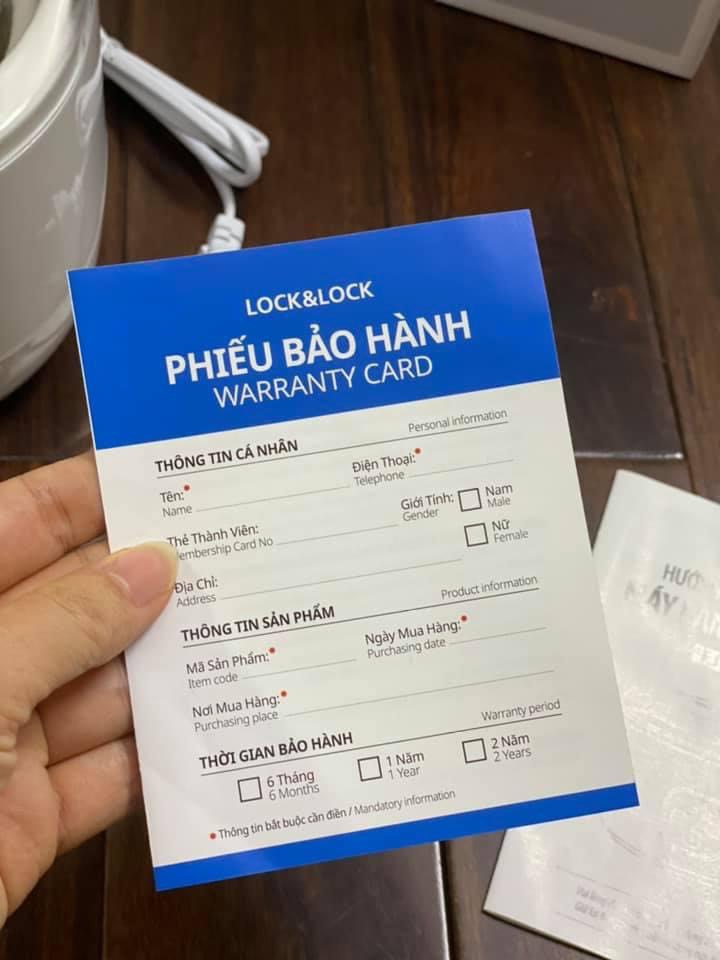 LOCK&LOCK
PHIẾU BẢO HÀNH
WARRANTY CARD
THÔNG TIN CÁ NHÂN Personal information
Tên:• Điện Thoại:•
Name Telephone
Thẻ Thành Viên: Giới Tính: Nam
Membership Card No Gender Male
Nữ
Female
Địa Chỉ:
Address
THÔNG TIN SẢN PHẨM Product information
Mã Sản Phẩm:• Ngày Mua Hàng:•
Item code Purchasing date
Nơi Mua Hàng:•
Purchasing place
THỜI GIAN BẢO HÀNH Warranty period
6 Tháng 1 Năm 2 Năm
6 Months 1 Year 2 Years
• Thông tin bắt buộc cần điền / Mandatory information